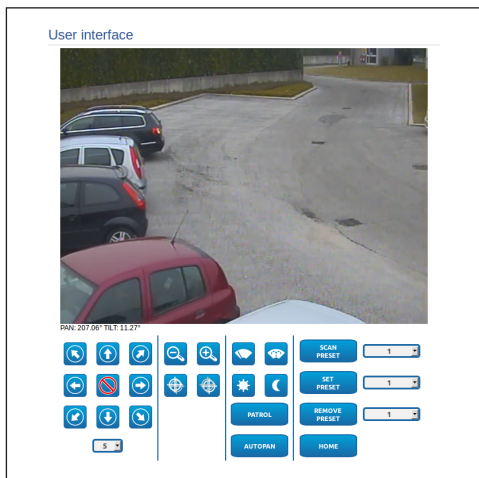 User interface
PAN: 207.06° TILT: 11.27°
SCAN PRESET 1
SET PRESET 1
PATROL REMOVE PRESET 1
5 AUTOPAN HOME